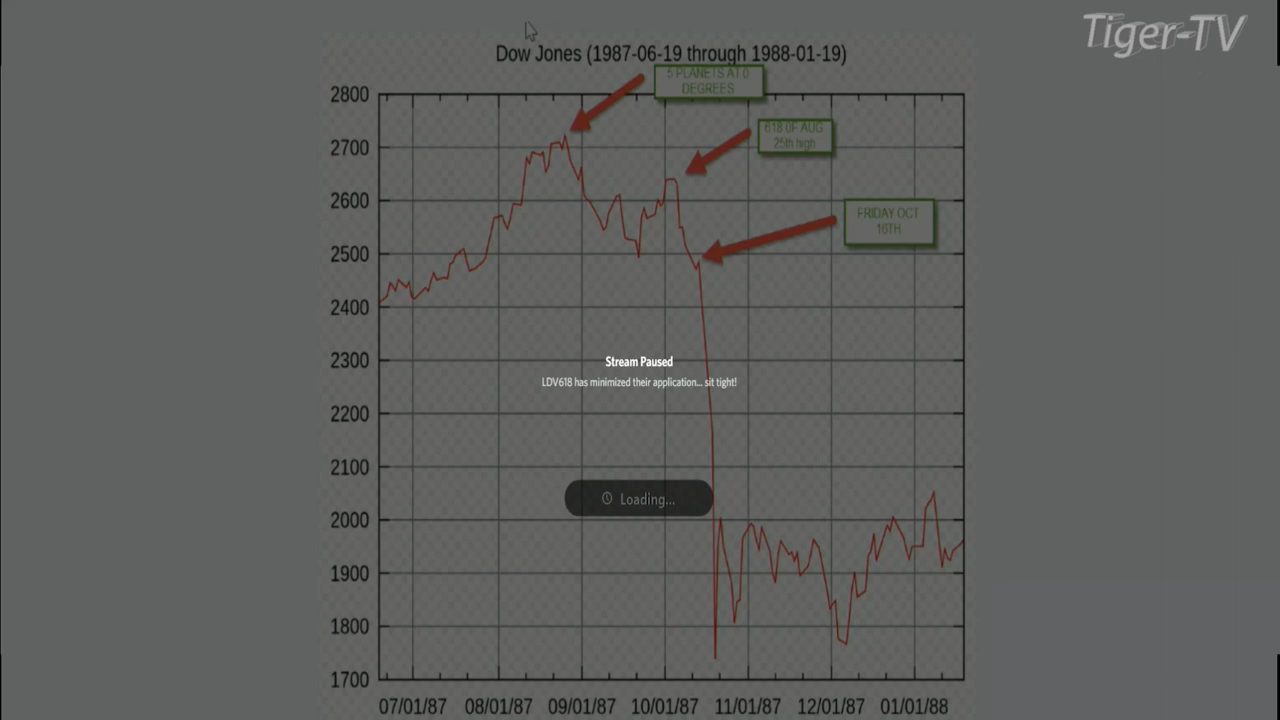 Tiger-TV
Dow Jones (1987-06-19 through 1988-01-19)
5 PLANETS AT 0
DEGREES
618 0F AUG
25th high
FRIDAY OCT
16TH
2800
2700
2600
2500
2400
2300
2200
2100
2000
1900
1800
1700
Stream Paused
LDV618 has minimized their application... sit tight!
Loading...
07/01/87 08/01/87 09/01/87 10/01/87 11/01/87 12/01/87 01/01/88